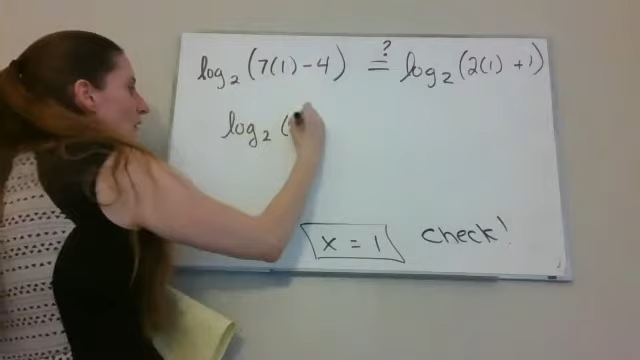 log₂ (7(1) - 4) ≟ log₂ (2(1) + 1)
log₂ (
x = 1 check!